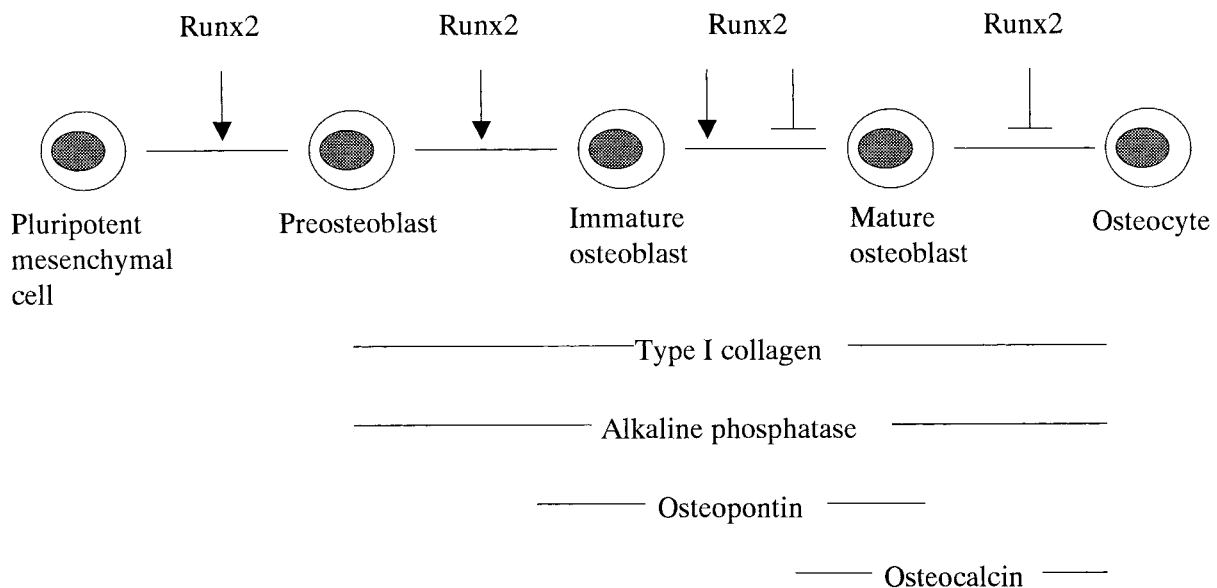 Runx2 Runx2 Runx2 Runx2
Pluripotent Preosteoblast Immature Mature Osteocyte
mesenchymal osteoblast osteoblast
cell
Type I collagen
Alkaline phosphatase
Osteopontin
Osteocalcin